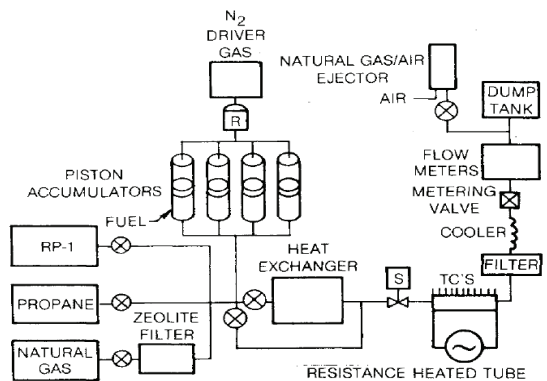 N2
DRIVER
GAS
NATURAL GAS/AIR
EJECTOR
AIR
DUMP
TANK
R
PISTON
ACCUMULATORS
FUEL
FLOW
METERS
METERING
VALVE
COOLER
RP-1
HEAT
EXCHANGER
S
TC'S
FILTER
PROPANE
ZEOLITE
FILTER
NATURAL
GAS
RESISTANCE HEATED TUBE